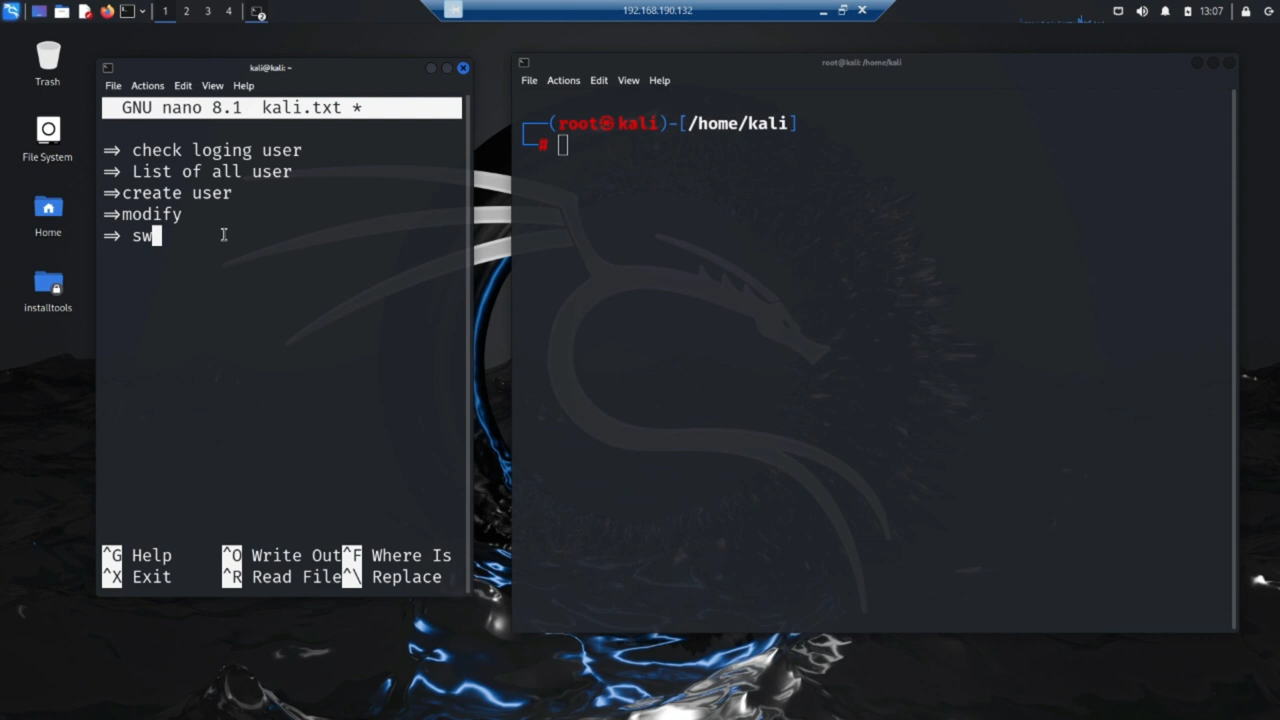 1 2 3 4
192.168.190.132
13:07
Trash
File System
Home
installtools
kali@kali: ~
File Actions Edit View Help
GNU nano 8.1 kali.txt *
⇒ check loging user
⇒ List of all user
⇒create user
⇒modify
⇒ sw
^G Help ^O Write Out ^F Where Is
^X Exit ^R Read File ^\ Replace
root@kali: /home/kali
File Actions Edit View Help
(root㉿kali)-[/home/kali]
#